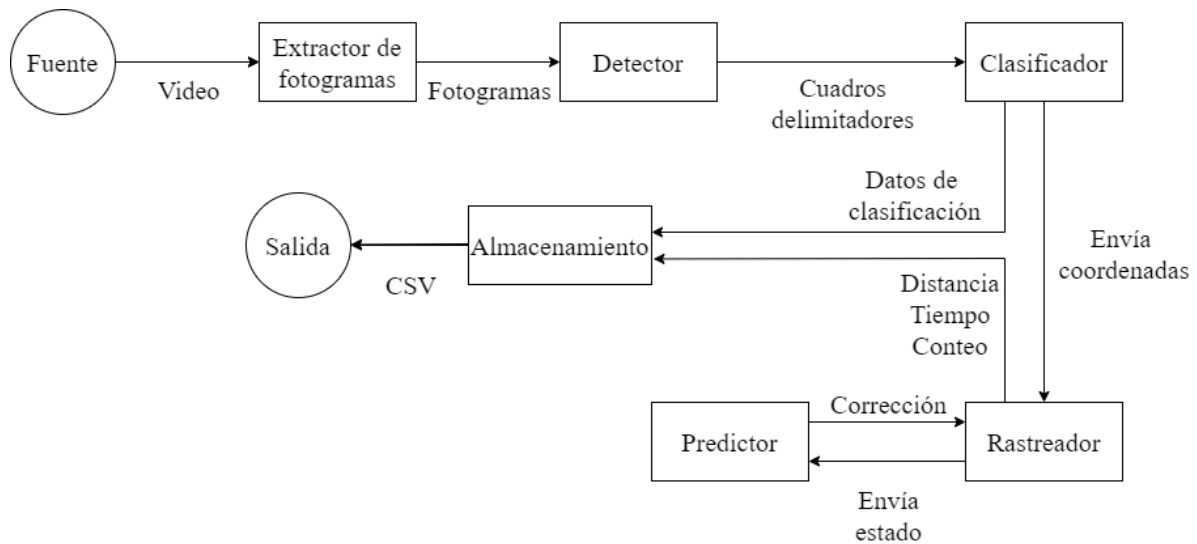 Fuente
Video
Extractor de
fotogramas
Fotogramas
Detector
Cuadros
delimitadores
Clasificador
Datos de
clasificación
Envía
coordenadas
Salida
CSV
Almacenamiento
Distancia
Tiempo
Conteo
Predictor
Corrección
Rastreador
Envía
estado